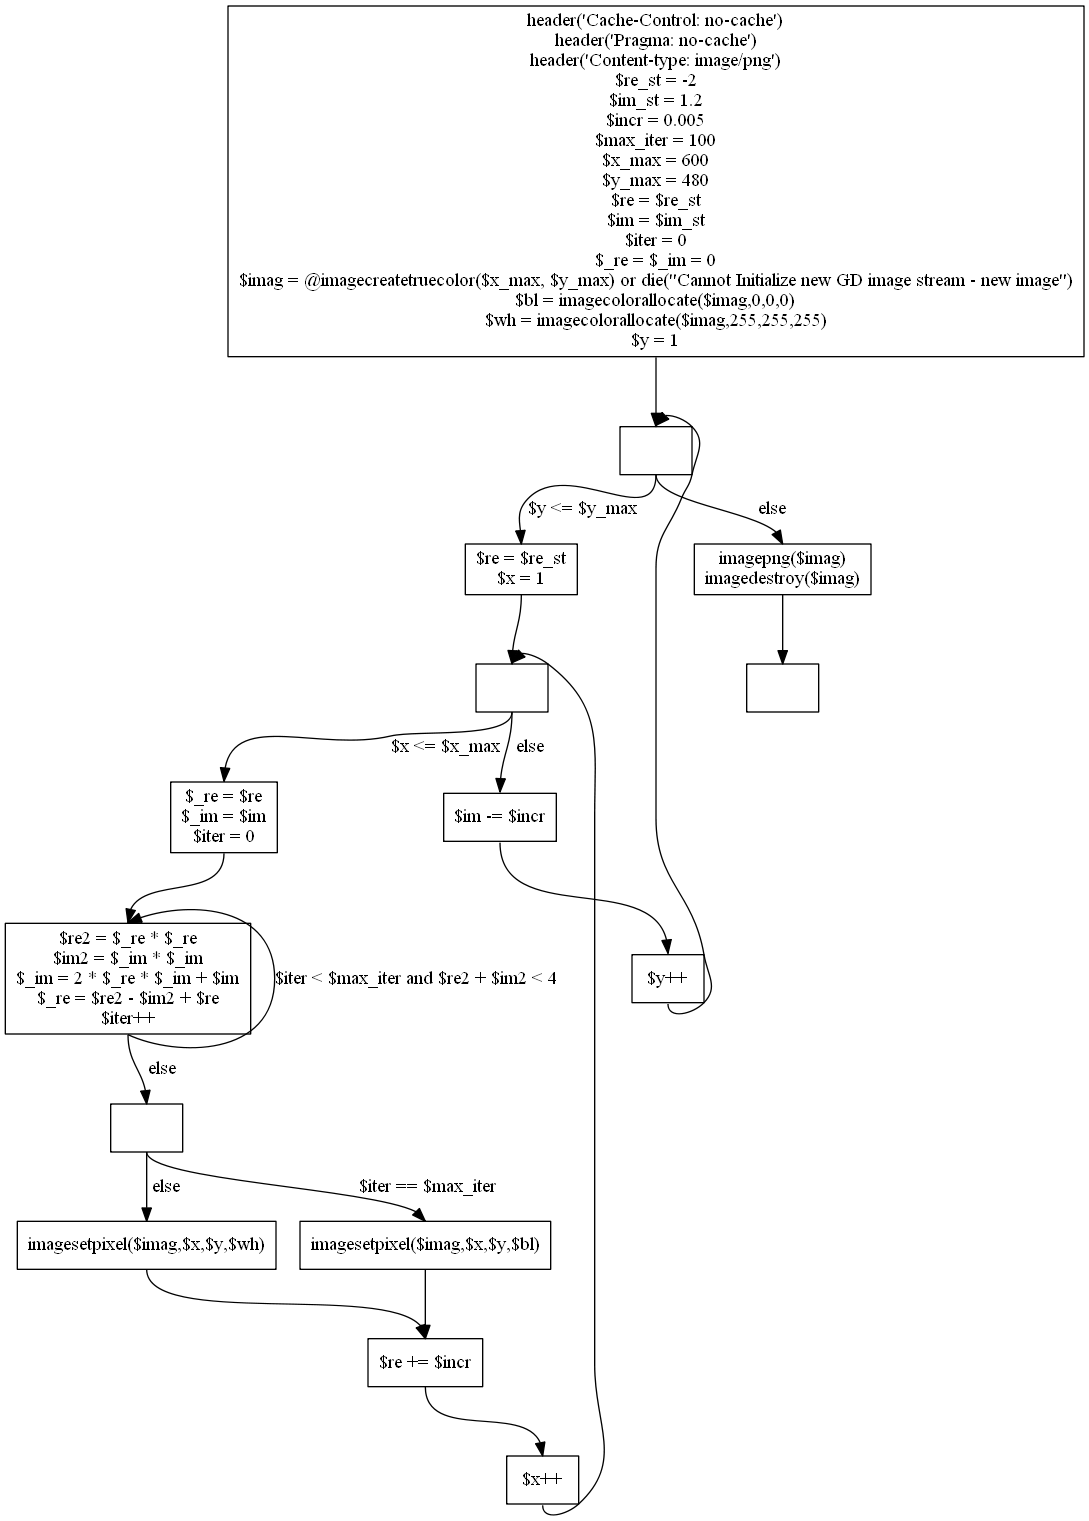 header('Cache-Control: no-cache')
header('Pragma: no-cache')
header('Content-type: image/png')
$re_st = -2
$im_st = 1.2
$incr = 0.005
$max_iter = 100
$x_max = 600
$y_max = 480
$re = $re_st
$im = $im_st
$iter = 0
$_re = $_im = 0
$imag = @imagecreatetruecolor($x_max, $y_max) or die("Cannot Initialize new GD image stream - new image")
$bl = imagecolorallocate($imag,0,0,0)
$wh = imagecolorallocate($imag,255,255,255)
$y = 1
$y <= $y_max
else
$re = $re_st
$x = 1
imagepng($imag)
imagedestroy($imag)
$x <= $x_max
else
$_re = $re
$_im = $im
$iter = 0
$im -= $incr
$re2 = $_re * $_re
$im2 = $_im * $_im
$_im = 2 * $_re * $_im + $im
$_re = $re2 - $im2 + $re
$iter++
$iter < $max_iter and $re2 + $im2 < 4
$y++
else
else
$iter == $max_iter
imagesetpixel($imag,$x,$y,$wh)
imagesetpixel($imag,$x,$y,$bl)
$re += $incr
$x++